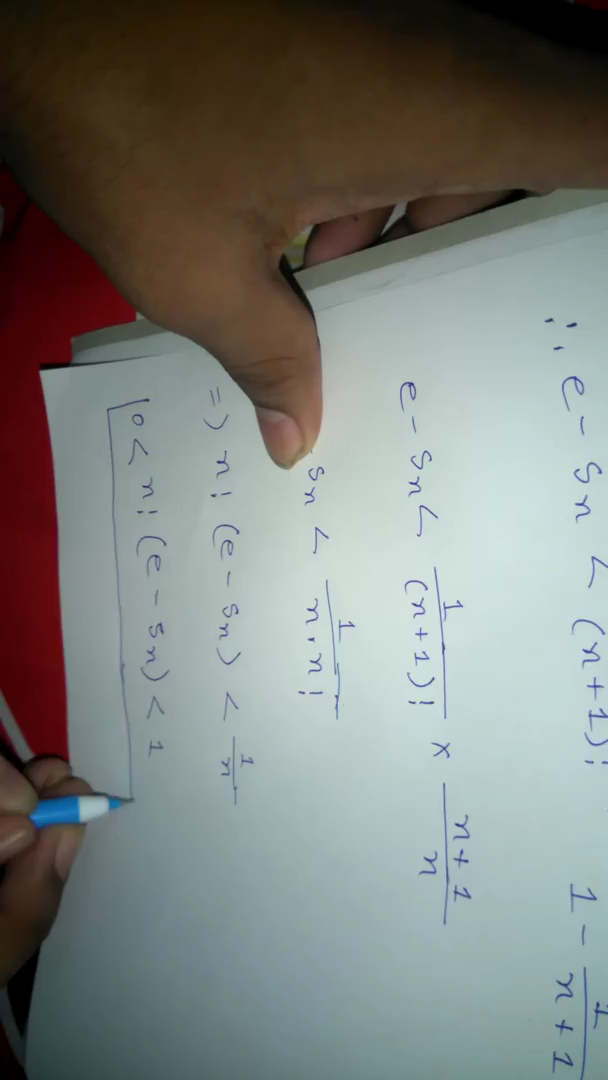 ∴ e - Sn < (n+1)! 1 - 1/(n+1)
e - Sn < 1/(n+1)! × (n+1)/n
Sn < 1/(n·n!)
=> n! (e - Sn) < 1/n
0 < n! (e - Sn) < 1